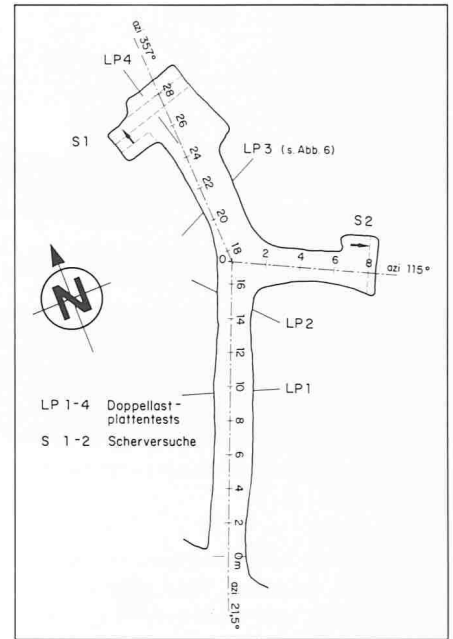 azi 357°
LP4
28
26
24
22
20
18
S1
LP3 (s. Abb. 6)
S2
0 2 4 6 8 azi 115°
N
16
14
12
10
8
6
4
2
0m
LP2
LP1
LP 1-4 Doppellast-
plattentests
S 1-2 Scherversuche
azi 21,5°